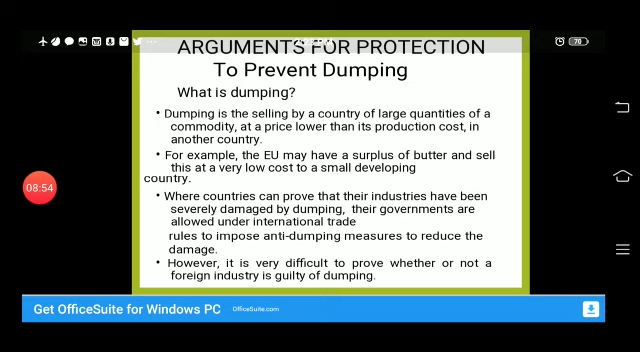 ARGUMENTS FOR PROTECTION
70
To Prevent Dumping
What is dumping?
• Dumping is the selling by a country of large quantities of a
commodity, at a price lower than its production cost, in
another country.
• For example, the EU may have a surplus of butter and sell
this at a very low cost to a small developing
country.
• Where countries can prove that their industries have been
severely damaged by dumping, their governments are
allowed under international trade
rules to impose anti-dumping measures to reduce the
damage.
• However, it is very difficult to prove whether or not a
foreign industry is guilty of dumping.
08:54
Get OfficeSuite for Windows PC OfficeSuite.com